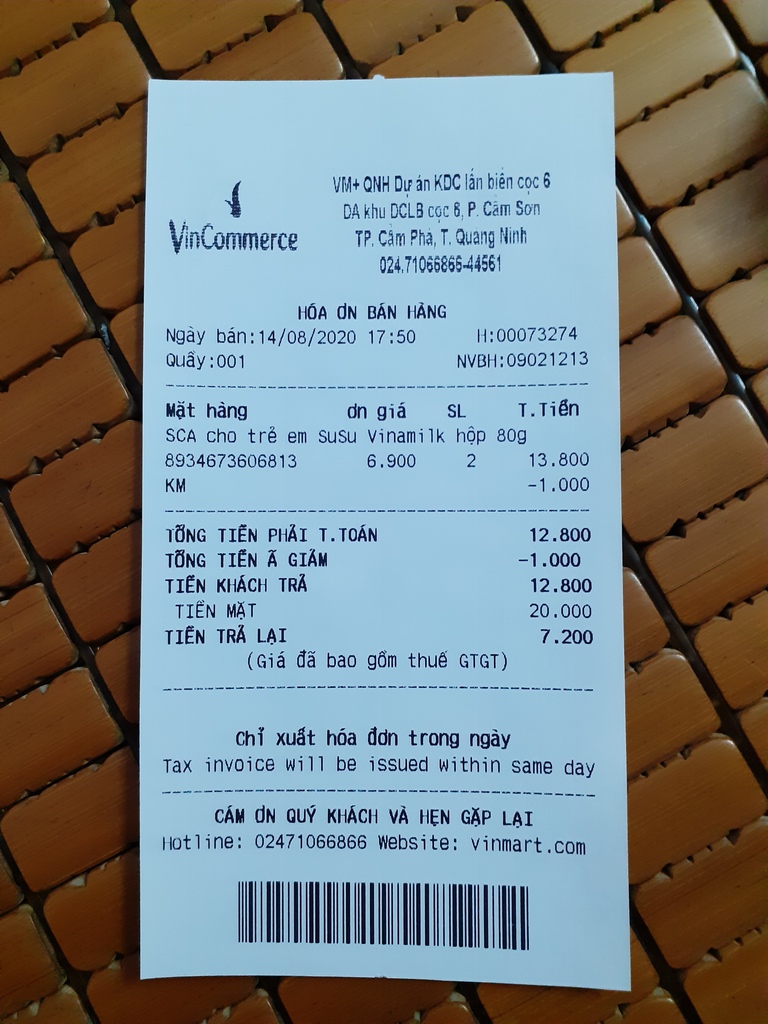 VinCommerce
VM+ QNH Dự án KDC lấn biển cọc 6
DA khu DCLB cọc 6, P. Cẩm Sơn
TP. Cẩm Phả, T. Quảng Ninh
024.71066866-44561
HÓA ƠN BÁN HÀNG
Ngày bán:14/08/2020 17:50 H:00073274
Quầy:001 NVBH:09021213
Mặt hàng ơn giá SL T.Tiền
SCA cho trẻ em SuSu Vinamilk hộp 80g
8934673606813 6.900 2 13.800
KM -1.000
TỔNG TIỀN PHẢI T.TOÁN 12.800
TỔNG TIỀN Ã GIẢM -1.000
TIỀN KHÁCH TRẢ 12.800
TIỀN MẶT 20.000
TIỀN TRẢ LẠI 7.200
(Giá đã bao gồm thuế GTGT)
Chỉ xuất hóa đơn trong ngày
Tax invoice will be issued within same day
CẢM ƠN QUÝ KHÁCH VÀ HẸN GẶP LẠI
Hotline: 02471066866 Website: vinmart.com